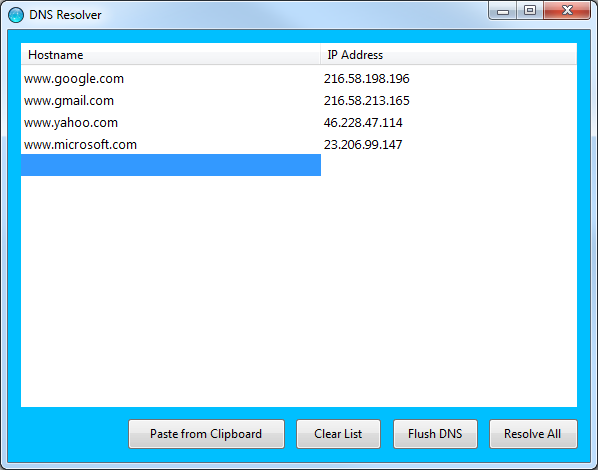 DNS Resolver
Hostname IP Address
www.google.com 216.58.198.196
www.gmail.com 216.58.213.165
www.yahoo.com 46.228.47.114
www.microsoft.com 23.206.99.147
Paste from Clipboard Clear List Flush DNS Resolve All